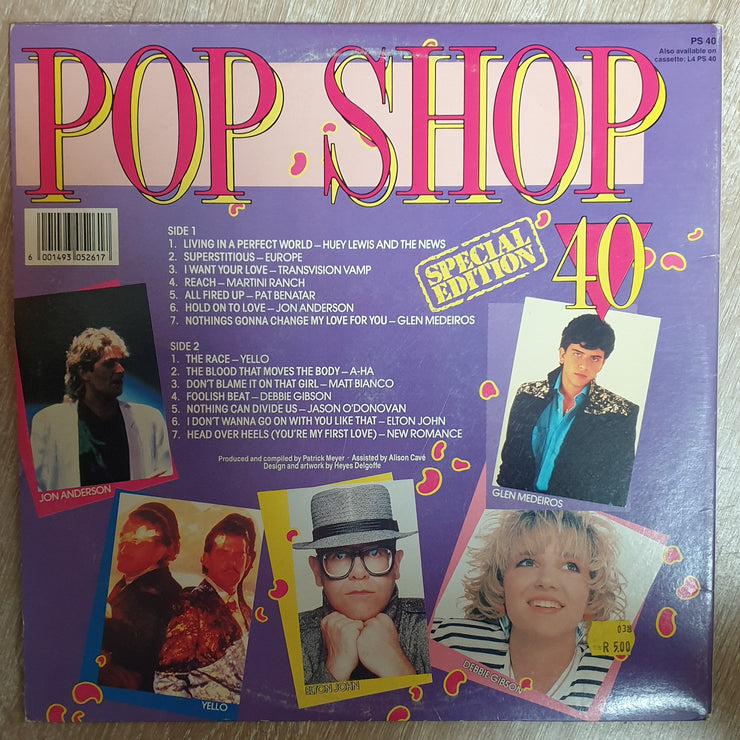 PS 40
Also available on
cassette: L4 PS 40
POP SHOP
40
SPECIAL
EDITION
6 001493 052617
SIDE 1
1. LIVING IN A PERFECT WORLD – HUEY LEWIS AND THE NEWS
2. SUPERSTITIOUS – EUROPE
3. I WANT YOUR LOVE – TRANSVISION VAMP
4. REACH – MARTINI RANCH
5. ALL FIRED UP – PAT BENATAR
6. HOLD ON TO LOVE – JON ANDERSON
7. NOTHINGS GONNA CHANGE MY LOVE FOR YOU – GLEN MEDEIROS
SIDE 2
1. THE RACE – YELLO
2. THE BLOOD THAT MOVES THE BODY – A-HA
3. DON'T BLAME IT ON THAT GIRL – MATT BIANCO
4. FOOLISH BEAT – DEBBIE GIBSON
5. NOTHING CAN DIVIDE US – JASON O'DONOVAN
6. I DON'T WANNA GO ON WITH YOU LIKE THAT – ELTON JOHN
7. HEAD OVER HEELS (YOU'RE MY FIRST LOVE) – NEW ROMANCE
Produced and compiled by Patrick Meyer · Assisted by Alison Cavé
Design and artwork by Heyes Delgoffe
JON ANDERSON
GLEN MEDEIROS
YELLO
ELTON JOHN
DEBBIE GIBSON
038
R 5.00